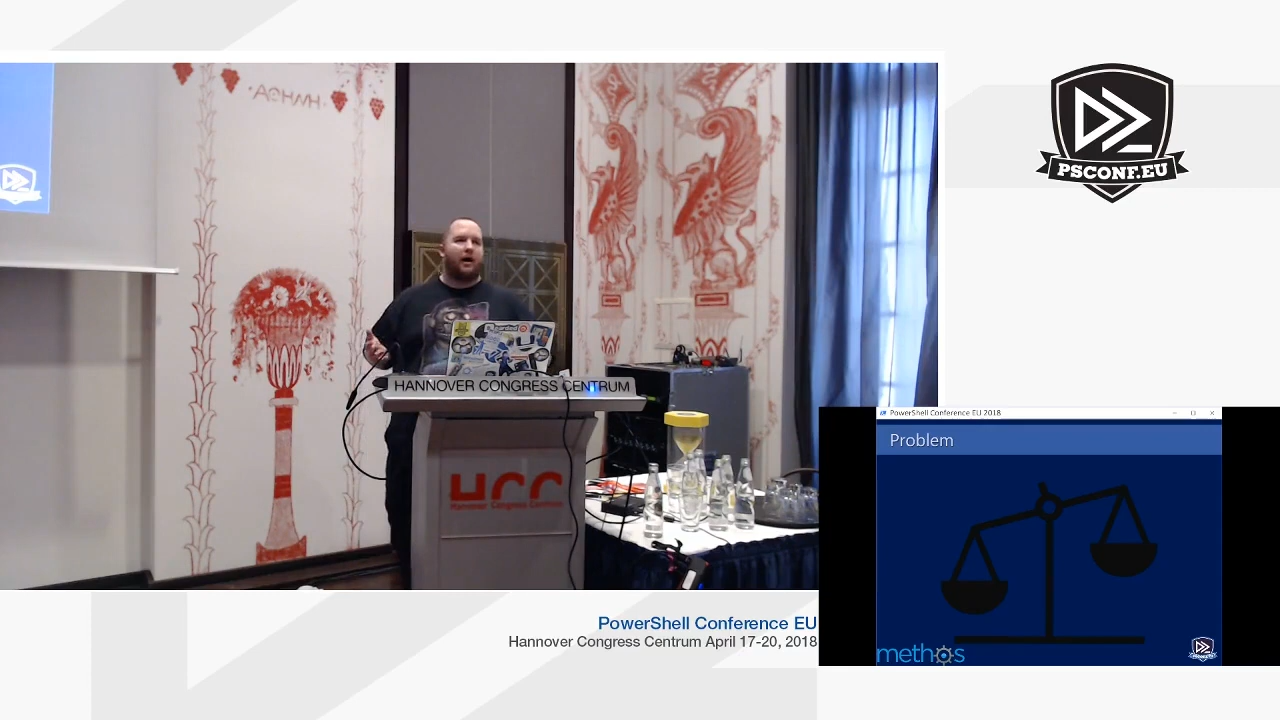 PSCONF.EU
ΑΘΗΝΗ
HANNOVER CONGRESS CENTRUM
HCC
Hannover Congress Centrum
PowerShell Conference EU 2018
Problem
methos
PowerShell Conference EU
Hannover Congress Centrum April 17-20, 2018